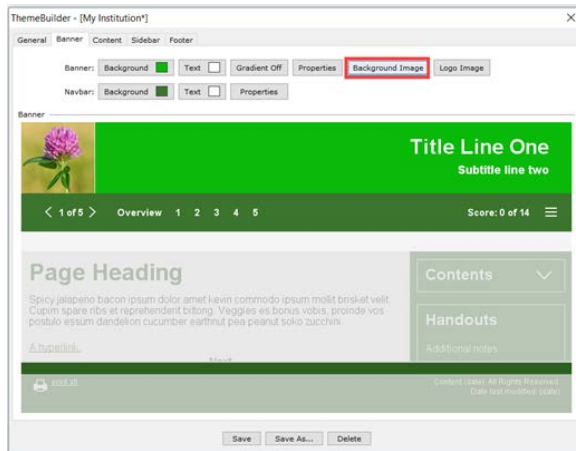 ThemeBuilder - [My Institution*]
General Banner Content Sidebar Footer
Banner: Background Text Gradient Off Properties Background Image Logo Image
Navbar: Background Text Properties
Banner
Title Line One
Subtitle line two
< 1 of 5 > Overview 1 2 3 4 5 Score: 0 of 14
Page Heading
Spicy jalapeno bacon ipsum dolor amet kevin commodo ipsum mollit brisket velit.
Cupim spare ribs et reprehenderit biltong. Veggies es bonus vobis, proinde vos
postulo essum dandelion cucumber earthnut pea peanut soko zucchini.
A hyperlink.
Next
Contents
Handouts
Additional notes
print all
Content (date). All Rights Reserved.
Date last modified: (date)
Save Save As... Delete